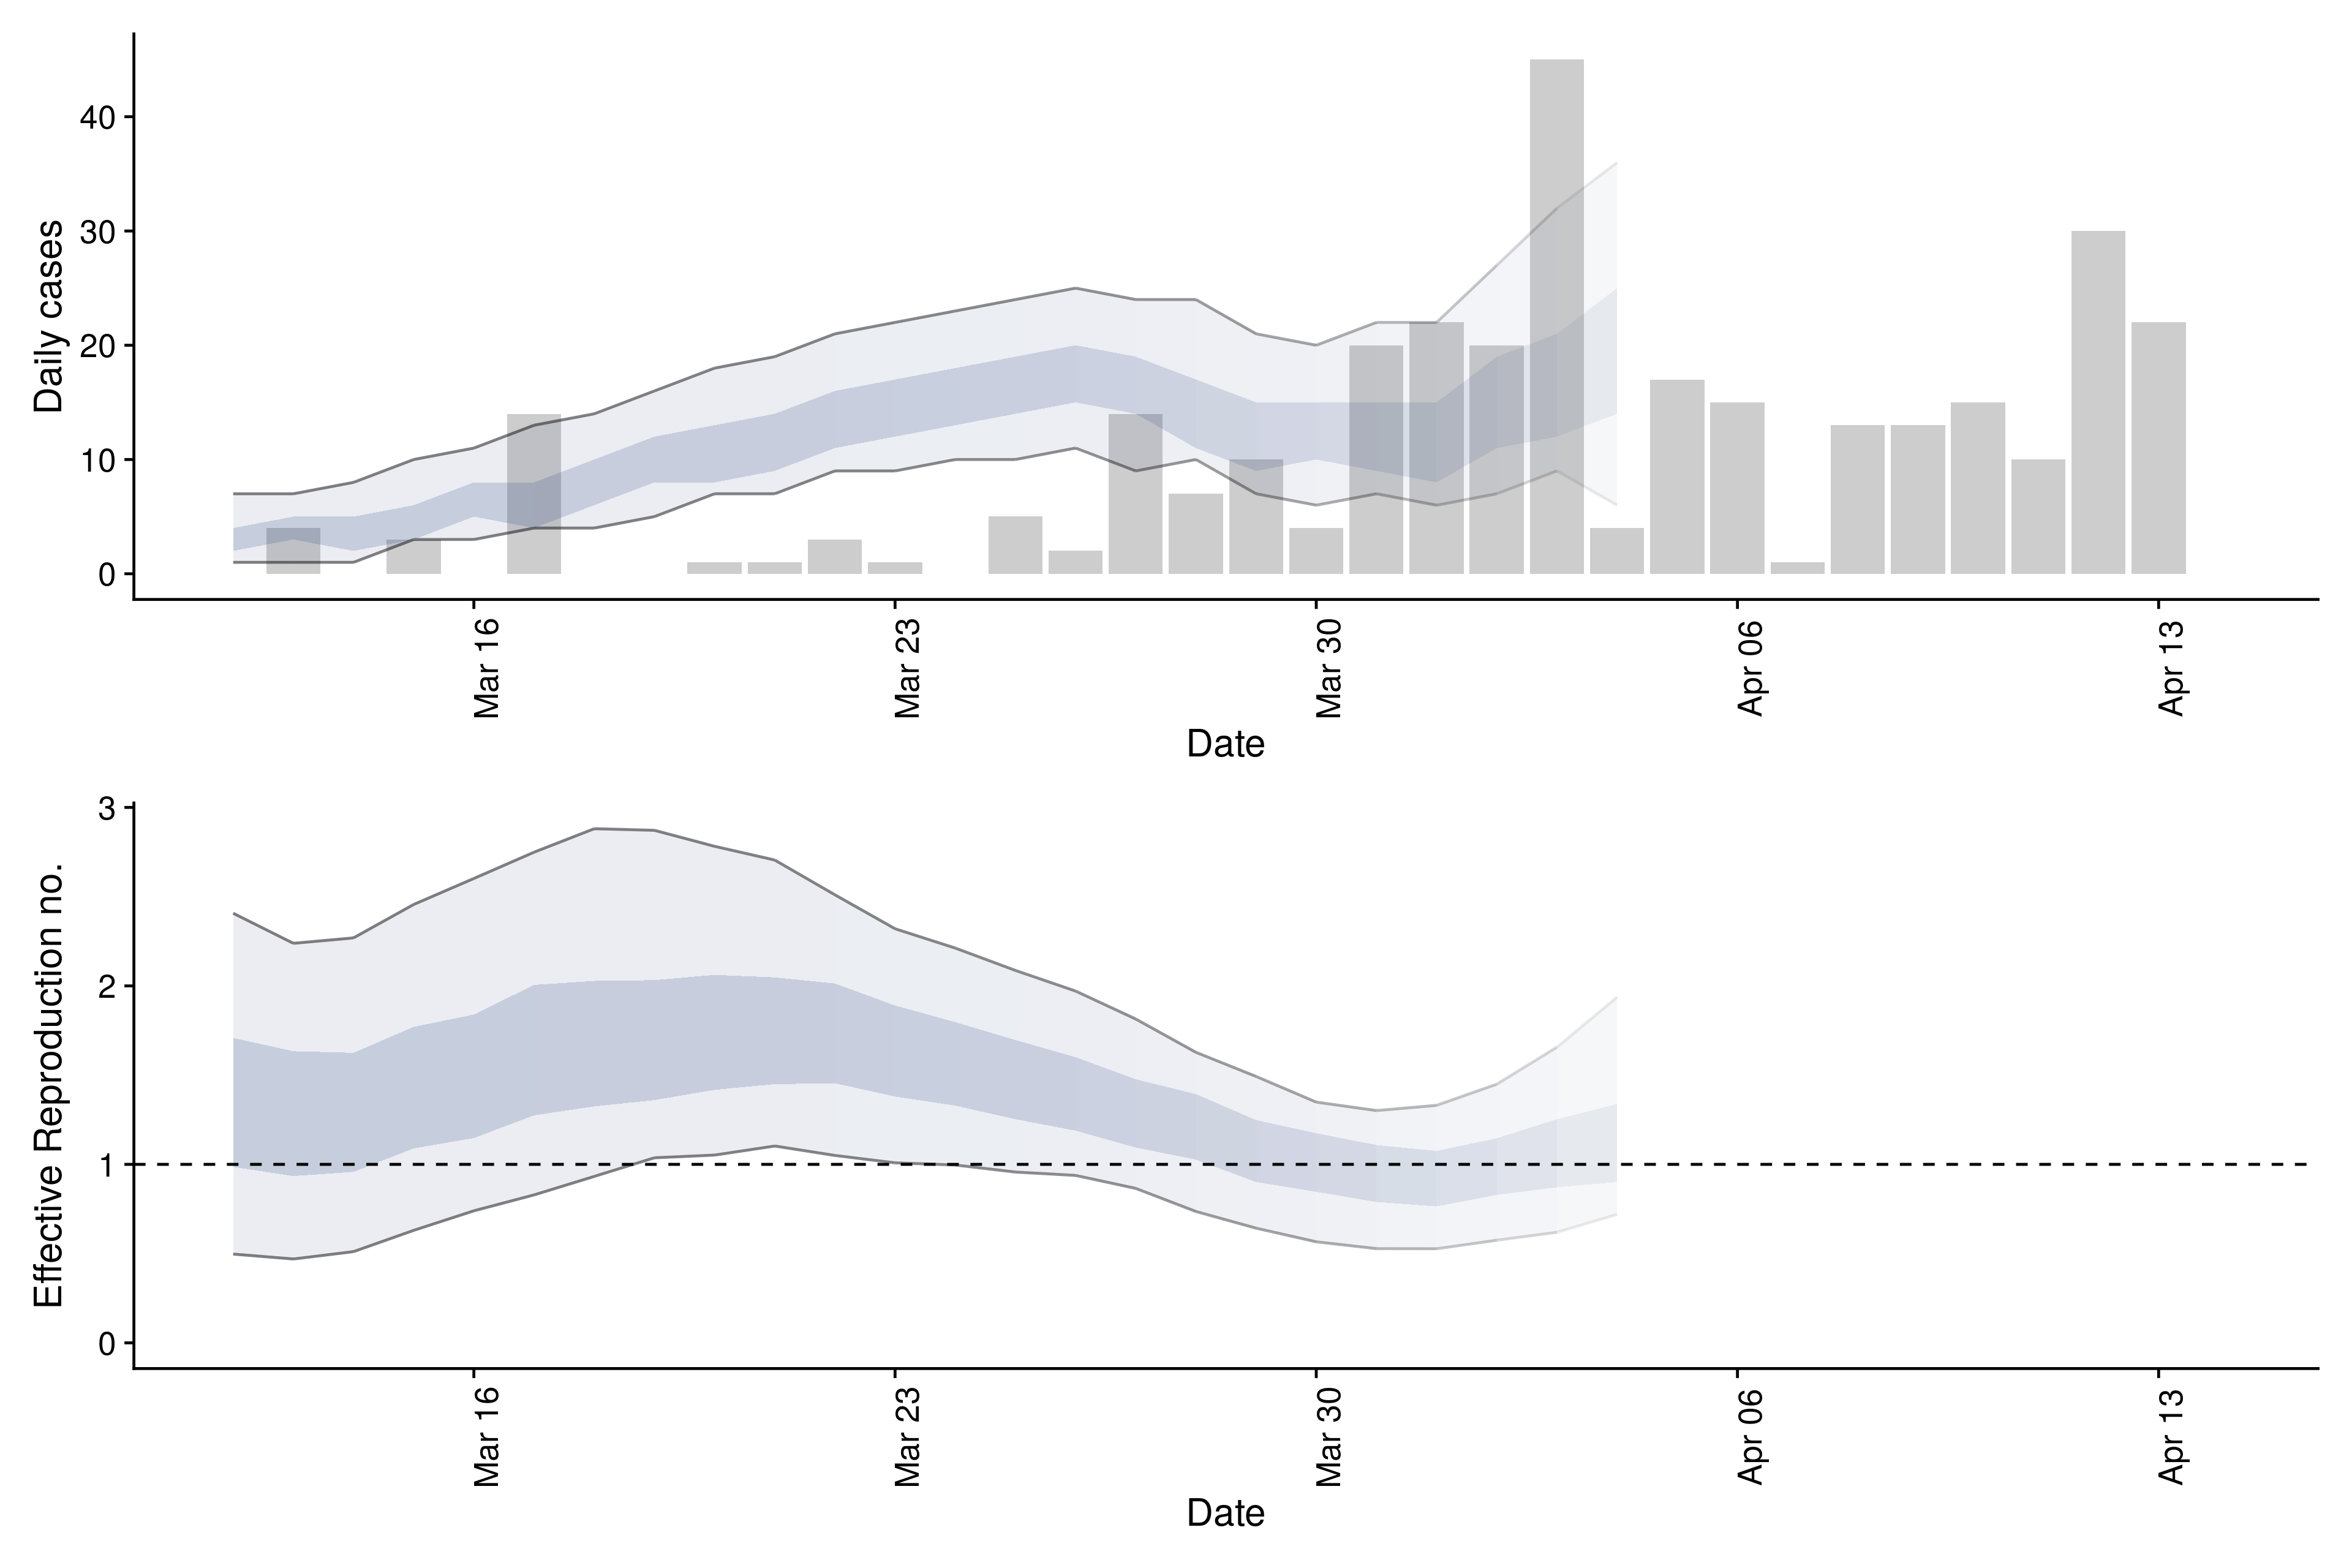 Daily cases
40
30
20
10
0
Mar 16
Mar 23
Mar 30
Apr 06
Apr 13
Date
Effective Reproduction no.
3
2
1
0
Mar 16
Mar 23
Mar 30
Apr 06
Apr 13
Date